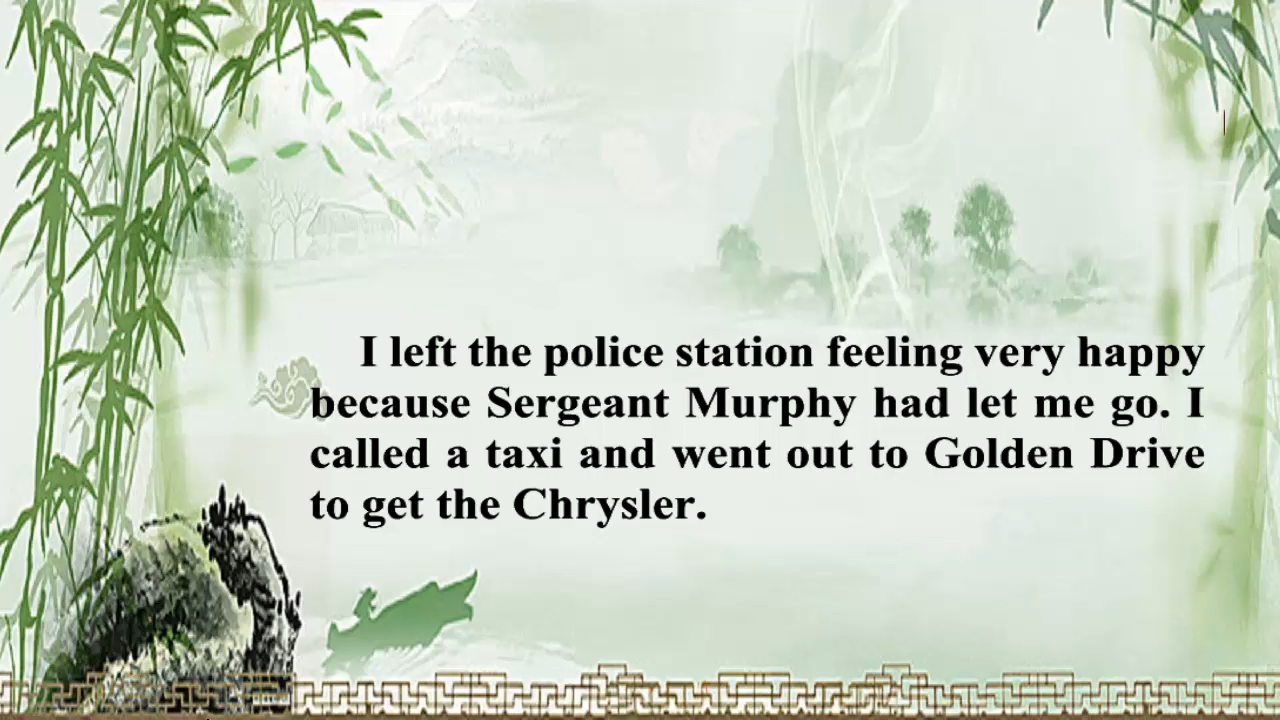 I left the police station feeling very happy
because Sergeant Murphy had let me go. I
called a taxi and went out to Golden Drive
to get the Chrysler.